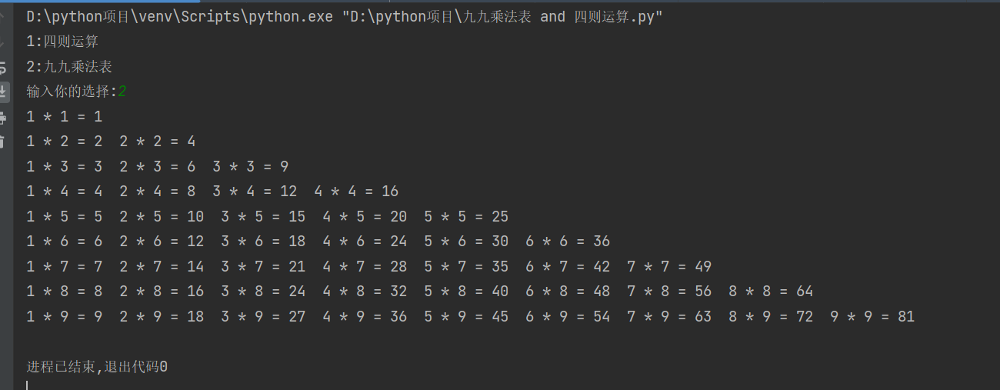 D:\python项目\venv\Scripts\python.exe "D:\python项目\九九乘法表 and 四则运算.py"
1:四则运算
2:九九乘法表
输入你的选择:2
1 * 1 = 1
1 * 2 = 2  2 * 2 = 4
1 * 3 = 3  2 * 3 = 6  3 * 3 = 9
1 * 4 = 4  2 * 4 = 8  3 * 4 = 12  4 * 4 = 16
1 * 5 = 5  2 * 5 = 10  3 * 5 = 15  4 * 5 = 20  5 * 5 = 25
1 * 6 = 6  2 * 6 = 12  3 * 6 = 18  4 * 6 = 24  5 * 6 = 30  6 * 6 = 36
1 * 7 = 7  2 * 7 = 14  3 * 7 = 21  4 * 7 = 28  5 * 7 = 35  6 * 7 = 42  7 * 7 = 49
1 * 8 = 8  2 * 8 = 16  3 * 8 = 24  4 * 8 = 32  5 * 8 = 40  6 * 8 = 48  7 * 8 = 56  8 * 8 = 64
1 * 9 = 9  2 * 9 = 18  3 * 9 = 27  4 * 9 = 36  5 * 9 = 45  6 * 9 = 54  7 * 9 = 63  8 * 9 = 72  9 * 9 = 81
进程已结束,退出代码0